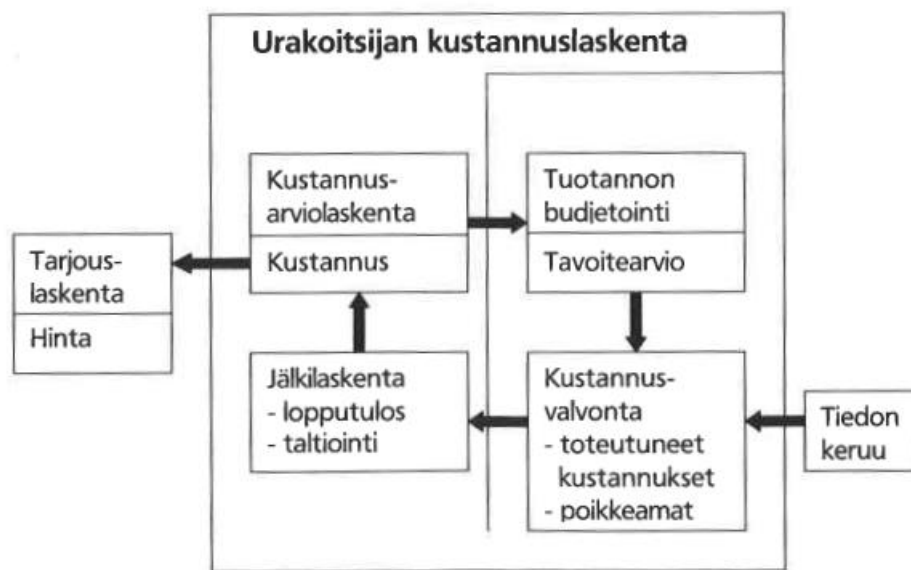 Urakoitsijan kustannuslaskenta
Kustannus-
arviolaskenta
Kustannus
Tuotannon
budjetointi
Tavoitearvio
Tarjous-
laskenta
Hinta
Jälkilaskenta
- lopputulos
- taltiointi
Kustannus-
valvonta
- toteutuneet
kustannukset
- poikkeamat
Tiedon
keruu